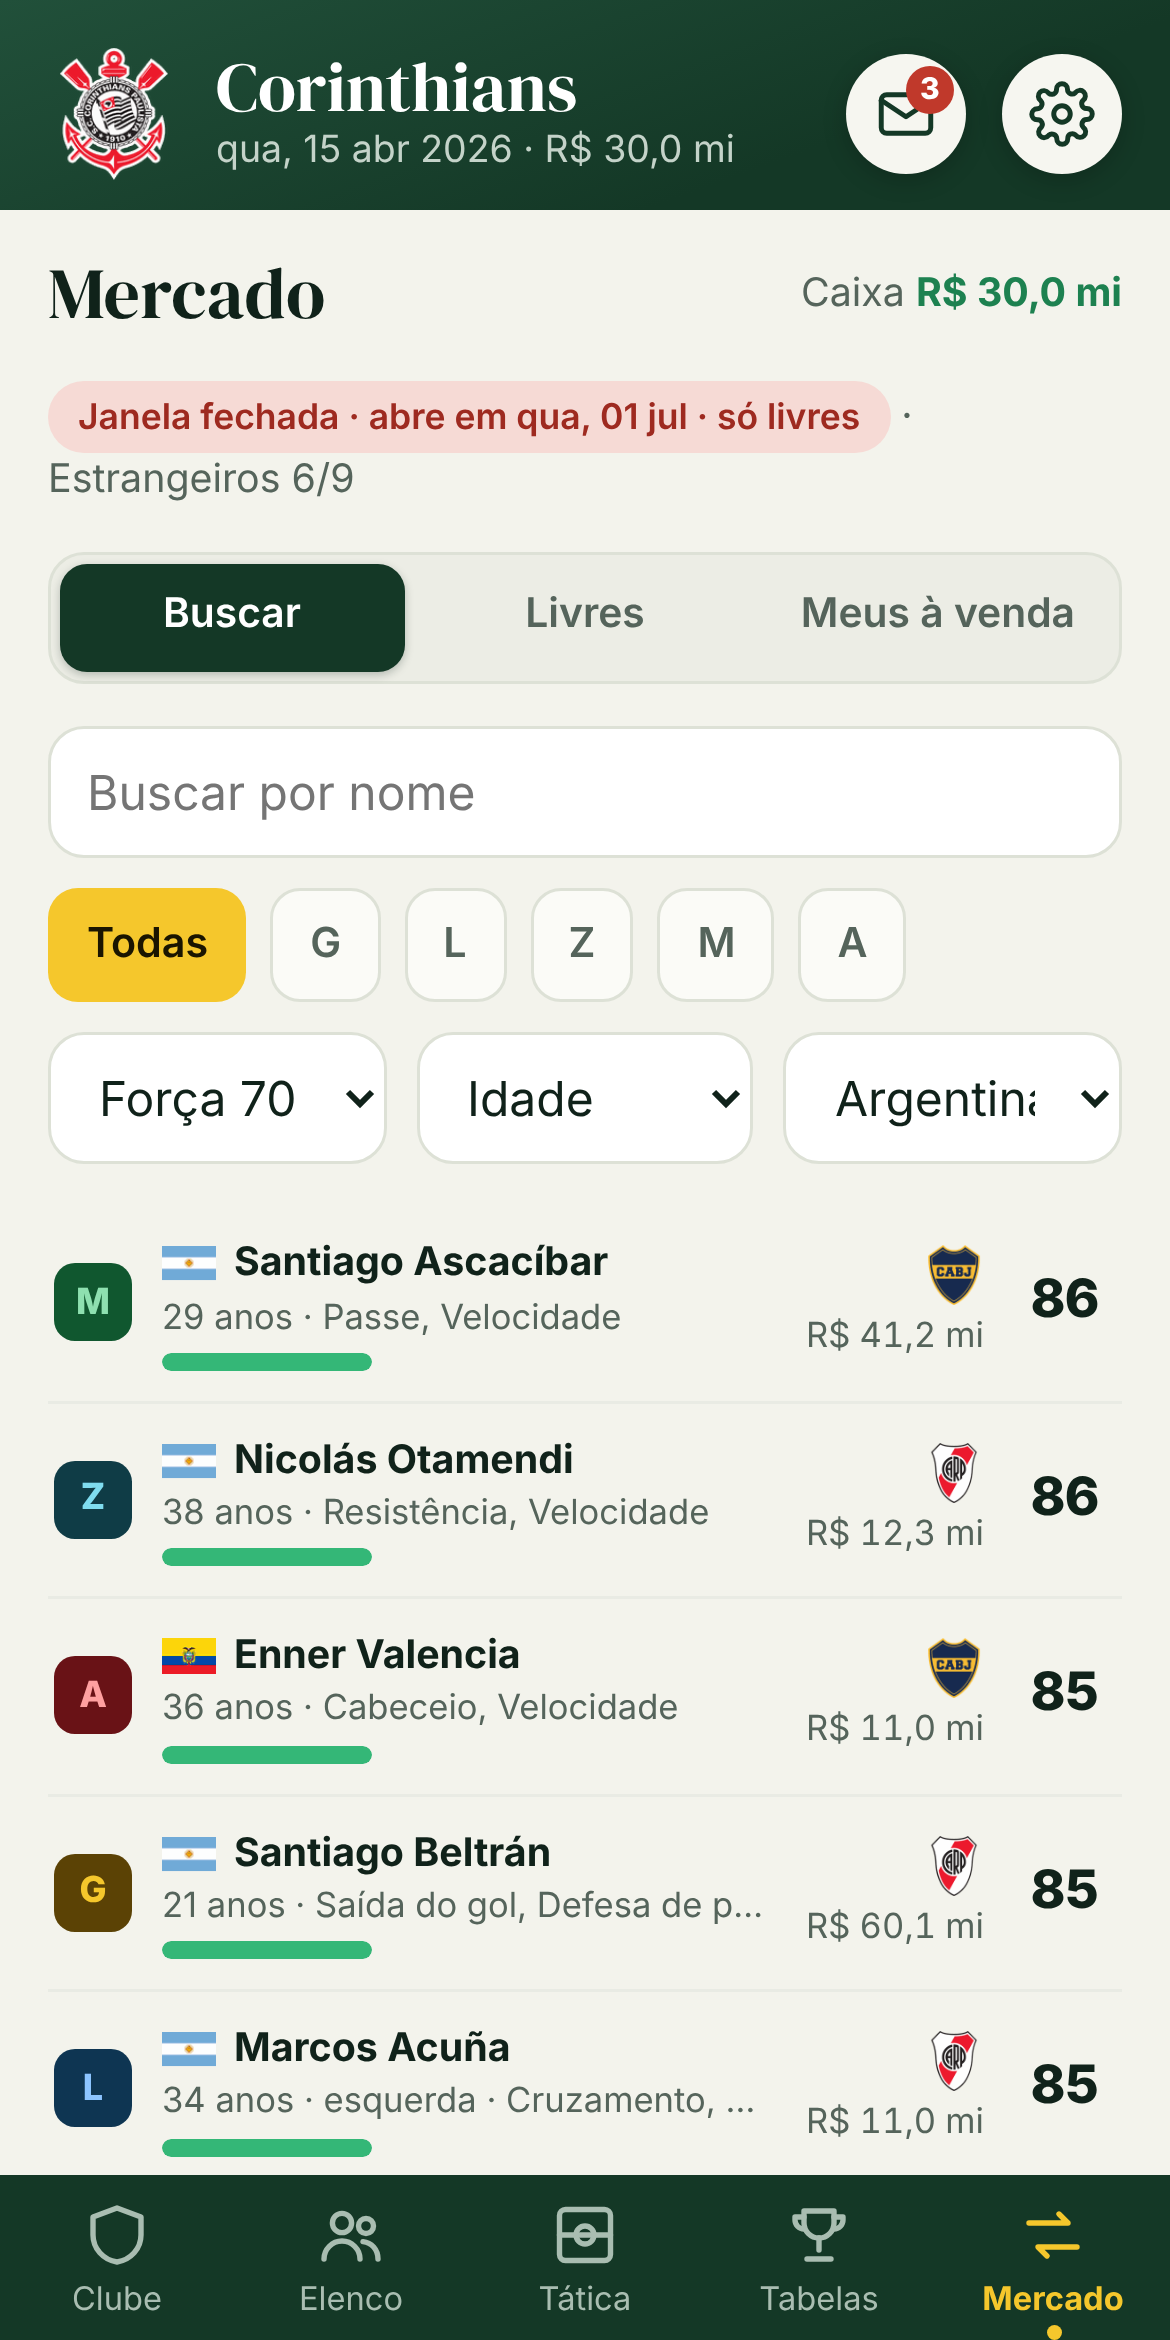 Corinthians
qua, 15 abr 2026 · R$ 30,0 mi
3
Mercado
Caixa R$ 30,0 mi
Janela fechada · abre em qua, 01 jul · só livres ·
Estrangeiros 6/9
Buscar
Livres
Meus à venda
Buscar por nome
Todas
G
L
Z
M
A
Força 70
Idade
Argentina
M
Santiago Ascacíbar
29 anos · Passe, Velocidade
CABJ
R$ 41,2 mi
86
Z
Nicolás Otamendi
38 anos · Resistência, Velocidade
R$ 12,3 mi
86
A
Enner Valencia
36 anos · Cabeceio, Velocidade
CABJ
R$ 11,0 mi
85
G
Santiago Beltrán
21 anos · Saída do gol, Defesa de p...
R$ 60,1 mi
85
L
Marcos Acuña
34 anos · esquerda · Cruzamento, ...
R$ 11,0 mi
85
Clube
Elenco
Tática
Tabelas
Mercado